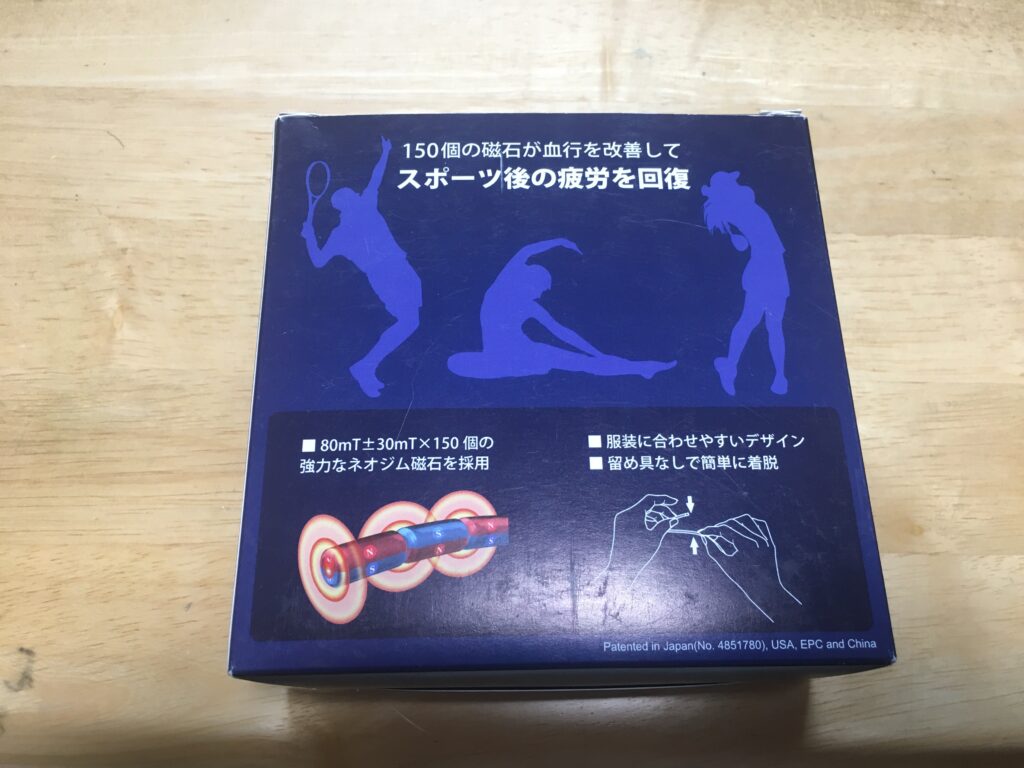 150個の磁石が血行を改善して
スポーツ後の疲労を回復
■ 80mT±30mT×150 個の
強力なネオジム磁石を採用
■ 服装に合わせやすいデザイン
■ 留め具なしで簡単に着脱
N
N
S
S
N
N
S
S
Patented in Japan(No. 4851780), USA, EPC and China